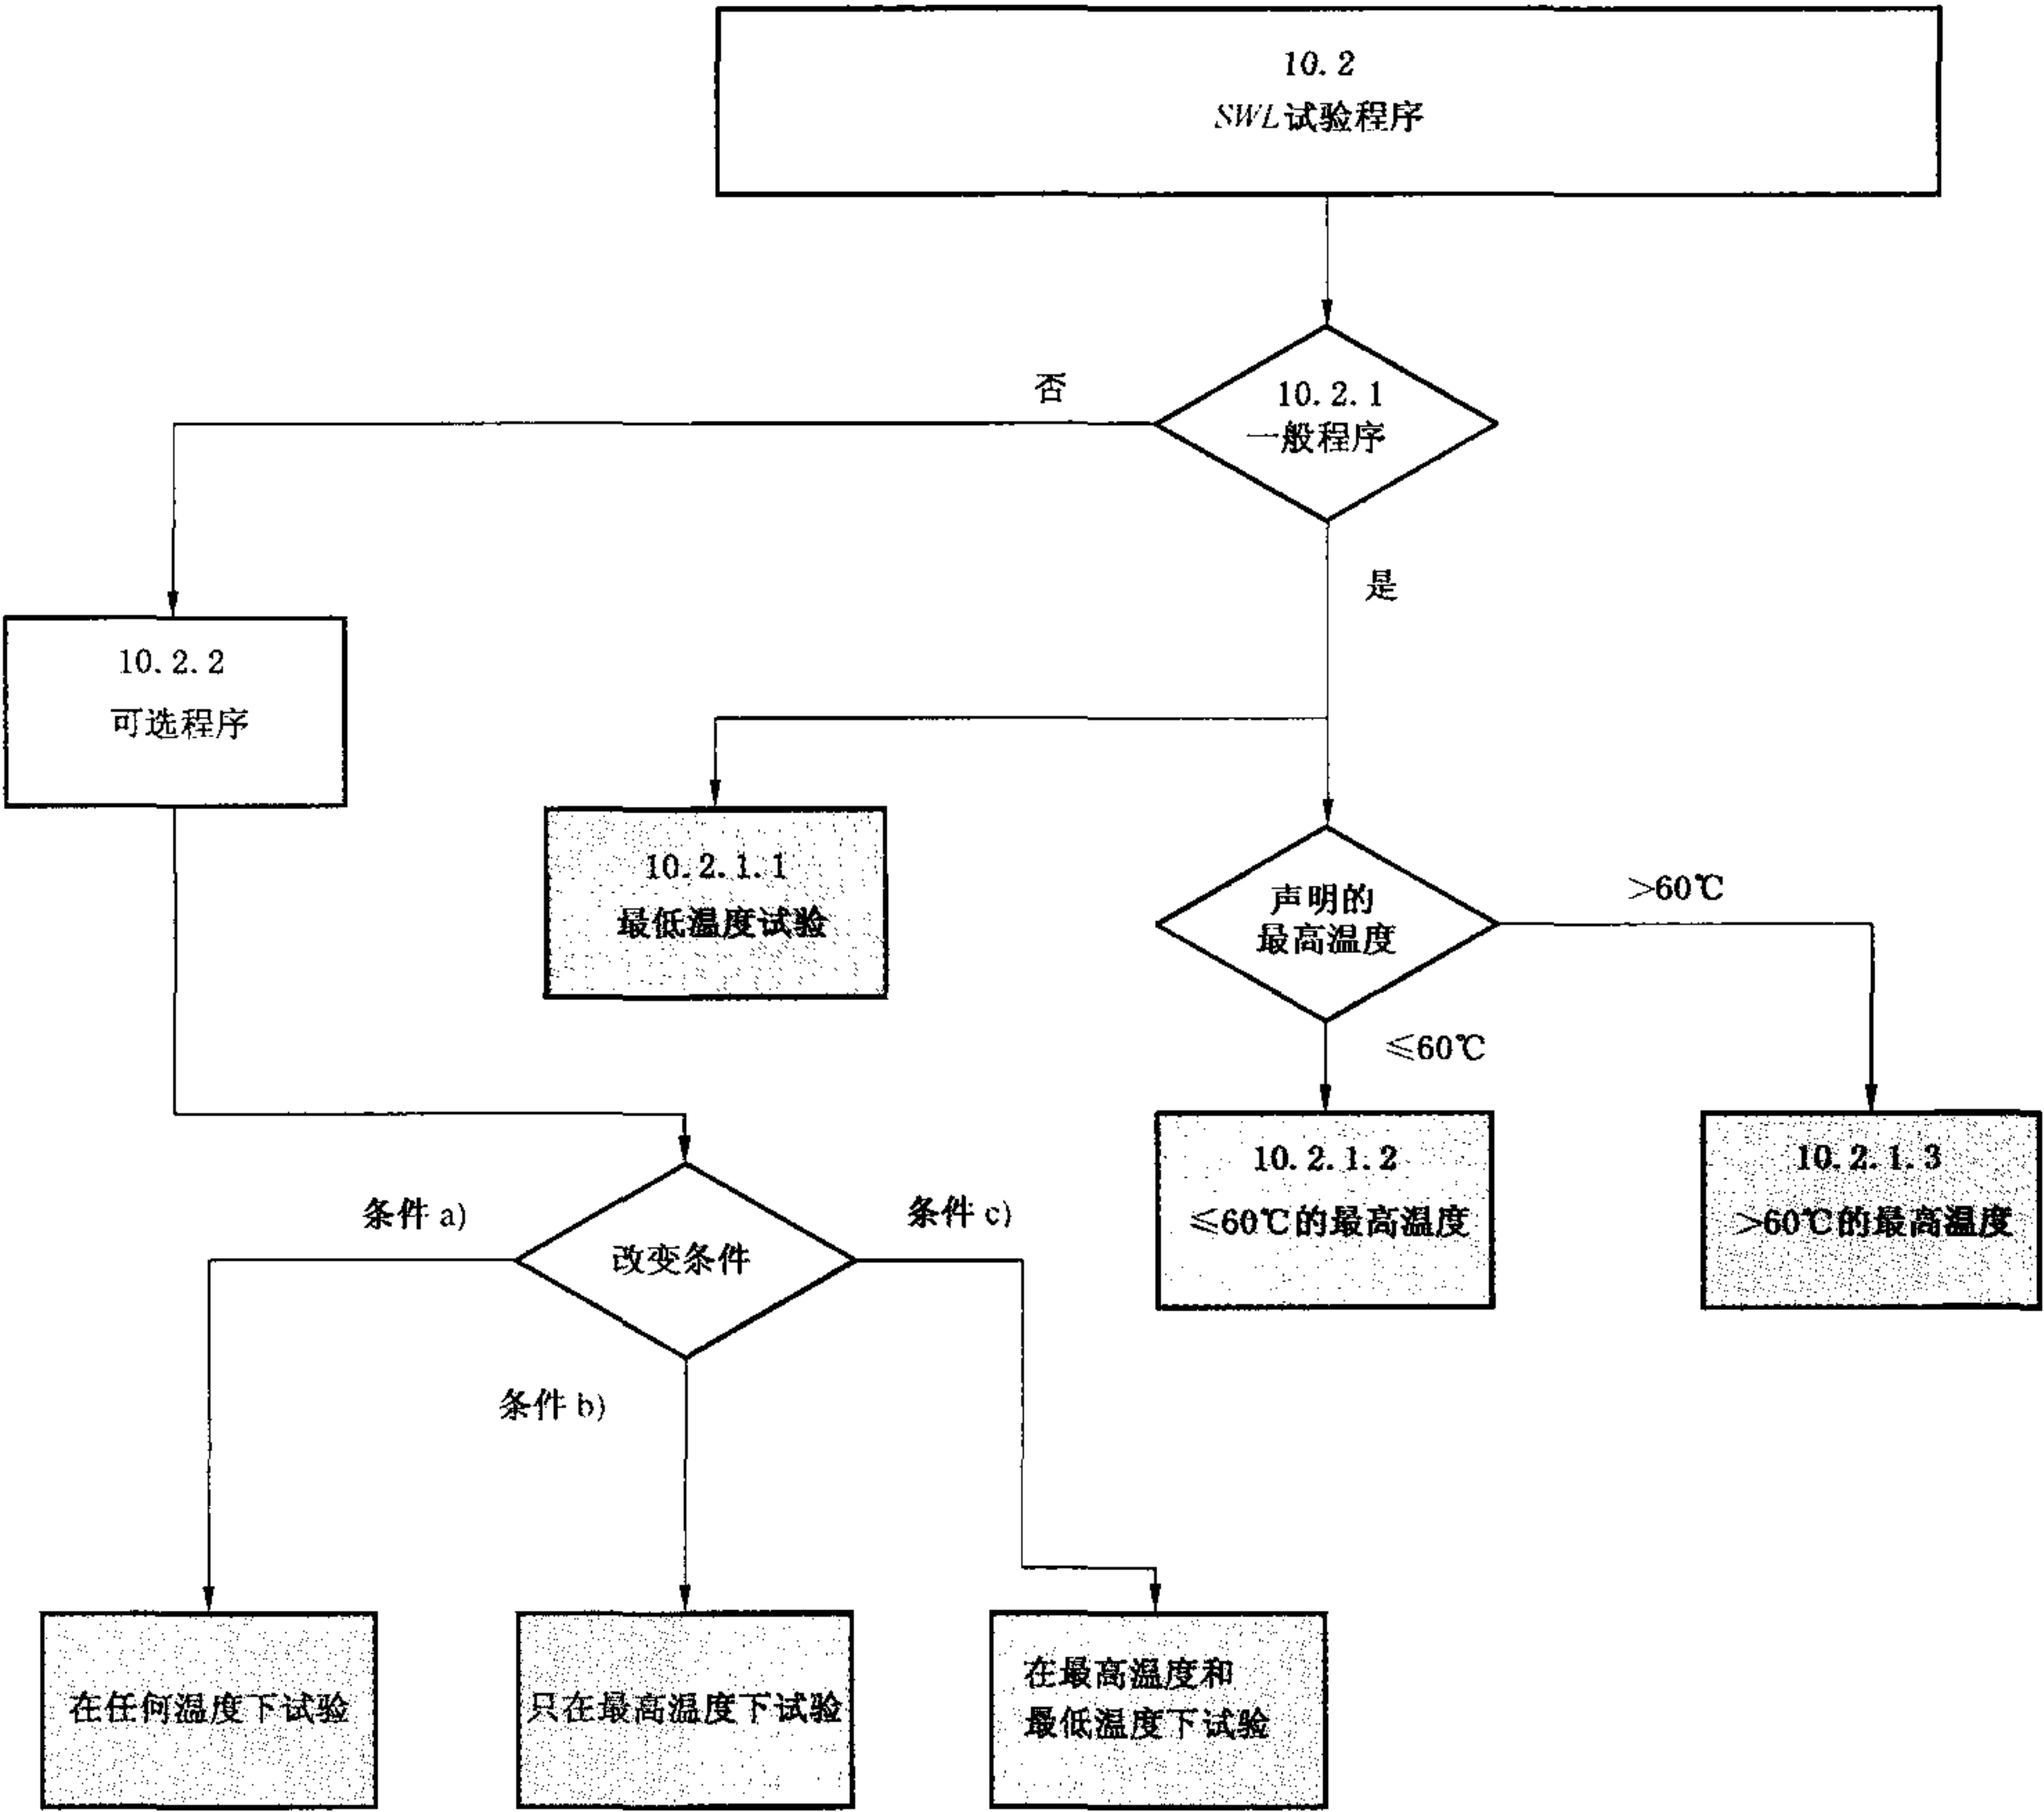 10.2
SWL试验程序
否
10.2.1
一般程序
是
10.2.2
可选程序
10.2.1.1
最低温度试验
声明的
最高温度
>60℃
≤60℃
10.2.1.2
≤60℃的最高温度
10.2.1.3
>60℃的最高温度
条件 a)
改变条件
条件 c)
条件 b)
在任何温度下试验
只在最高温度下试验
在最高温度和
最低温度下试验